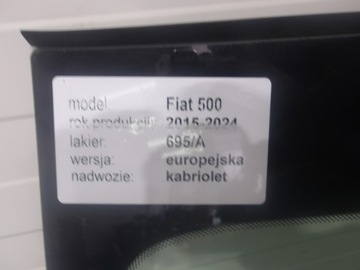 model: Fiat 500
rok produkcji: 2015-2024
lakier: 695/A
wersja: europejska
nadwozie: kabriolet